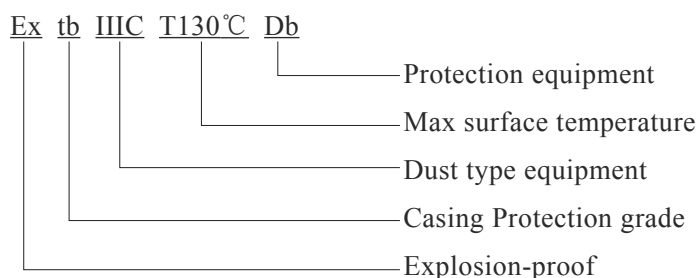 Ex tb IIIC T130℃ Db
Protection equipment
Max surface temperature
Dust type equipment
Casing Protection grade
Explosion-proof